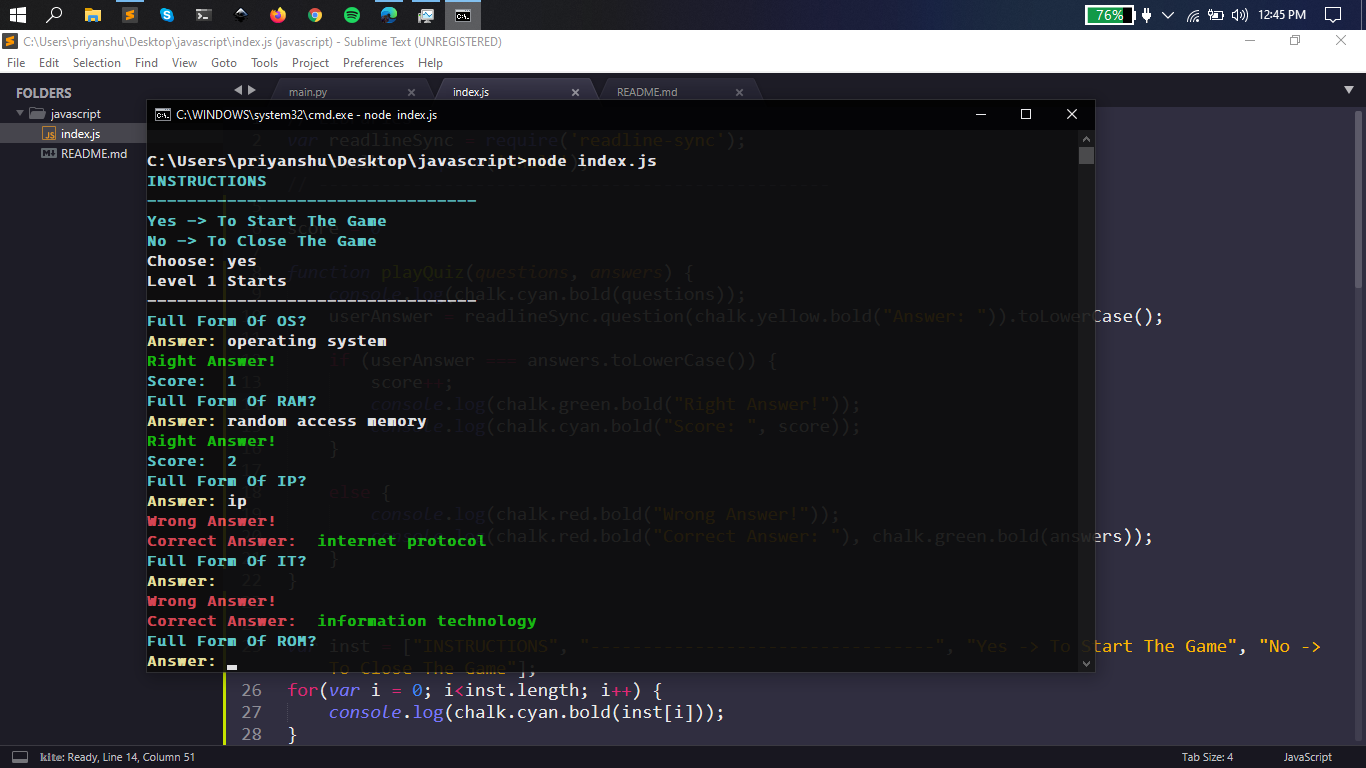 76%
12:45 PM
C:\Users\priyanshu\Desktop\javascript\index.js (javascript) - Sublime Text (UNREGISTERED)
File Edit Selection Find View Goto Tools Project Preferences Help
FOLDERS
javascript
index.js
README.md
main.py
index.js
README.md
C:\WINDOWS\system32\cmd.exe - node index.js
C:\Users\priyanshu\Desktop\javascript>node index.js
INSTRUCTIONS
---------------------------------
Yes -> To Start The Game
No -> To Close The Game
Choose: yes
Level 1 Starts
---------------------------------
Full Form Of OS?
Answer: operating system
Right Answer!
Score: 1
Full Form Of RAM?
Answer: random access memory
Right Answer!
Score: 2
Full Form Of IP?
Answer: ip
Wrong Answer!
Correct Answer: internet protocol
Full Form Of IT?
Answer:
Wrong Answer!
Correct Answer: information technology
Full Form Of ROM?
Answer:
2 var readlineSync = require('readline-sync');
function playQuiz(questions, answers) {
console.log(chalk.cyan.bold(questions));
userAnswer = readlineSync.question(chalk.yellow.bold("Answer: ")).toLowerCase();
if (userAnswer === answers.toLowerCase()) {
score++;
console.log(chalk.green.bold("Right Answer!"));
console.log(chalk.cyan.bold("Score: ", score));
}
else {
console.log(chalk.red.bold("Wrong Answer!"));
console.log(chalk.red.bold("Correct Answer: "), chalk.green.bold(answers));
}
22 }
inst = ["INSTRUCTIONS", "---------------------------------", "Yes -> To Start The Game", "No ->
To Close The Game"];
26 for(var i = 0; i<inst.length; i++) {
27 console.log(chalk.cyan.bold(inst[i]));
28 }
kite: Ready, Line 14, Column 51
Tab Size: 4
JavaScript